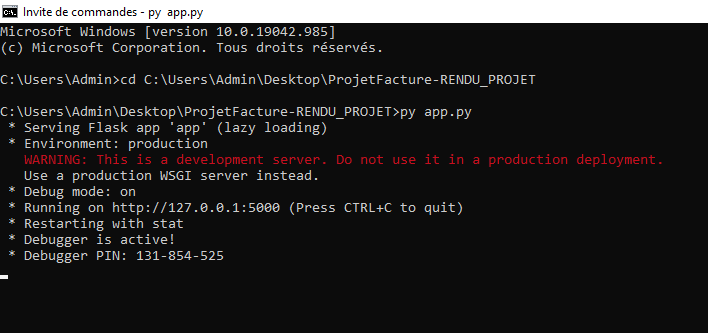 Invite de commandes - py app.py
Microsoft Windows [version 10.0.19042.985]
(c) Microsoft Corporation. Tous droits réservés.
C:\Users\Admin>cd C:\Users\Admin\Desktop\ProjetFacture-RENDU_PROJET
C:\Users\Admin\Desktop\ProjetFacture-RENDU_PROJET>py app.py
* Serving Flask app 'app' (lazy loading)
* Environment: production
WARNING: This is a development server. Do not use it in a production deployment.
Use a production WSGI server instead.
* Debug mode: on
* Running on http://127.0.0.1:5000 (Press CTRL+C to quit)
* Restarting with stat
* Debugger is active!
* Debugger PIN: 131-854-525